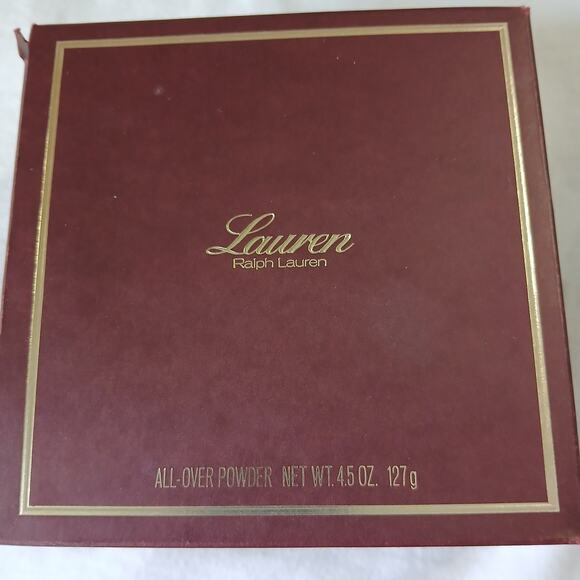 Lauren
Ralph Lauren
ALL-OVER POWDER NET WT. 4.5 OZ. 127g